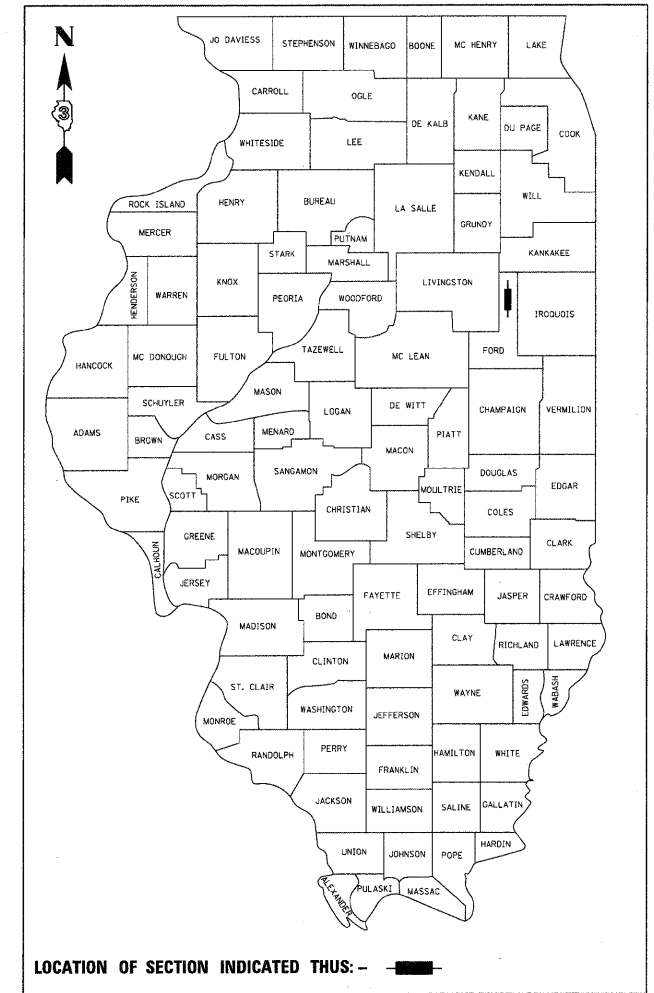 N
3
JO DAVIESS STEPHENSON WINNEBAGO BOONE MC HENRY LAKE
CARROLL OGLE DE KALB KANE DU PAGE COOK
WHITESIDE LEE
KENDALL WILL
ROCK ISLAND HENRY BUREAU LA SALLE GRUNDY
MERCER PUTNAM
STARK MARSHALL KANKAKEE
HENDERSON WARREN KNOX PEORIA WOODFORD LIVINGSTON IROQUOIS
HANCOCK MC DONOUGH FULTON TAZEWELL MC LEAN FORD
SCHUYLER MASON LOGAN DE WITT CHAMPAIGN VERMILION
ADAMS BROWN CASS MENARD MACON PIATT
PIKE SCOTT MORGAN SANGAMON MOULTRIE DOUGLAS EDGAR
CHRISTIAN COLES
CALHOUN GREENE MACOUPIN MONTGOMERY SHELBY CUMBERLAND CLARK
JERSEY FAYETTE EFFINGHAM JASPER CRAWFORD
MADISON BOND
CLINTON MARION CLAY RICHLAND LAWRENCE
ST. CLAIR WASHINGTON JEFFERSON WAYNE EDWARDS WABASH
MONROE
RANDOLPH PERRY FRANKLIN HAMILTON WHITE
JACKSON WILLIAMSON SALINE GALLATIN
UNION JOHNSON POPE HARDIN
ALEXANDER PULASKI MASSAC
LOCATION OF SECTION INDICATED THUS: -